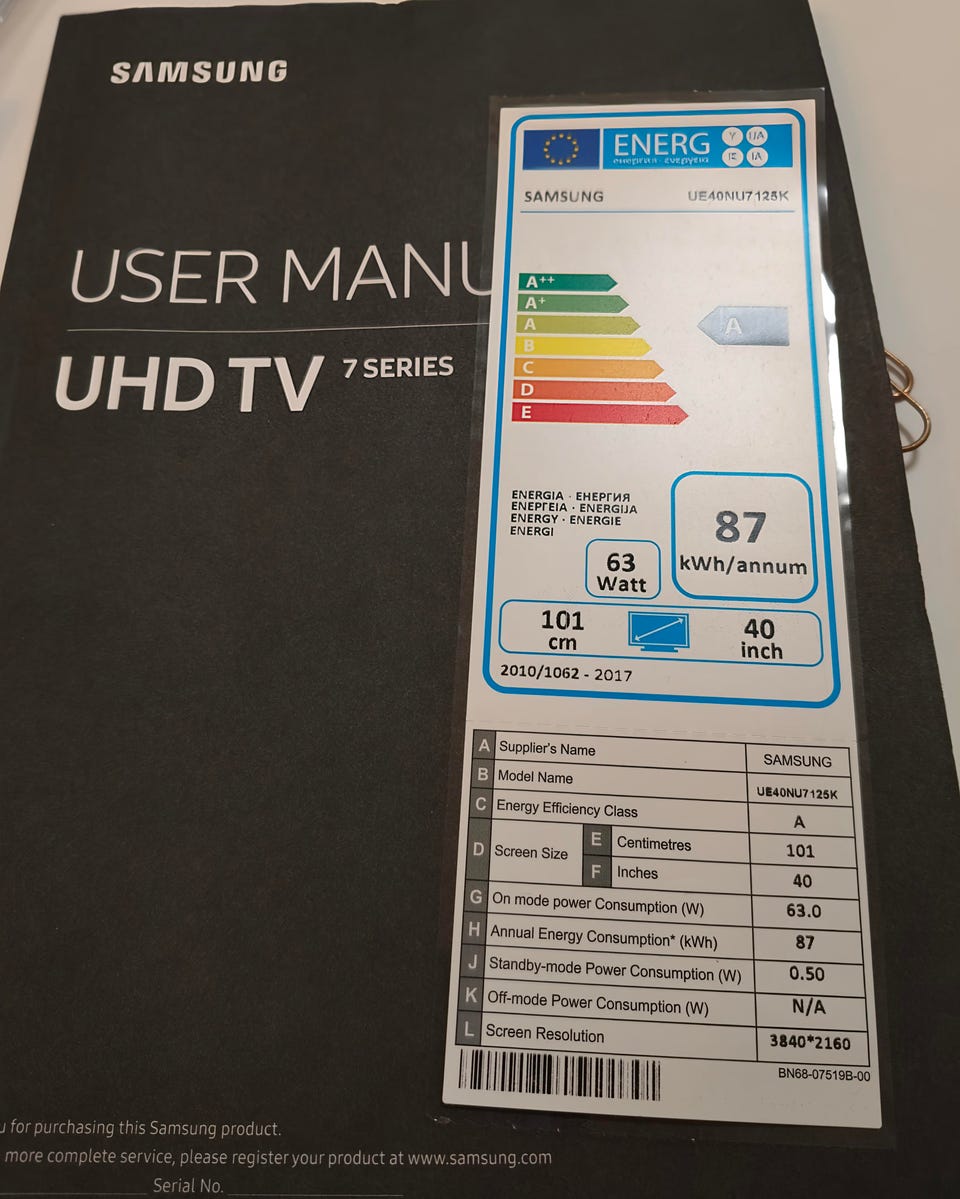 SAMSUNG
USER MANU
UHD TV 7 SERIES
ENERG
енергия · ενεργεια
Y IJA
IE IA
SAMSUNG UE40NU7125K
A++
A+
A
B
C
D
E
A
ENERGIA · ЕНЕРГИЯ
ΕΝΕΡΓΕΙΑ · ENERGIJA
ENERGY · ENERGIE
ENERGI
87
kWh/annum
63
Watt
101
cm
40
inch
2010/1062 - 2017
A Supplier's Name SAMSUNG
B Model Name UE40NU7125K
C Energy Efficiency Class A
D Screen Size E Centimetres 101
F Inches 40
G On mode power Consumption (W) 63.0
H Annual Energy Consumption* (kWh) 87
J Standby-mode Power Consumption (W) 0.50
K Off-mode Power Consumption (W) N/A
L Screen Resolution 3840*2160
BN68-07519B-00
u for purchasing this Samsung product.
more complete service, please register your product at www.samsung.com
Serial No.